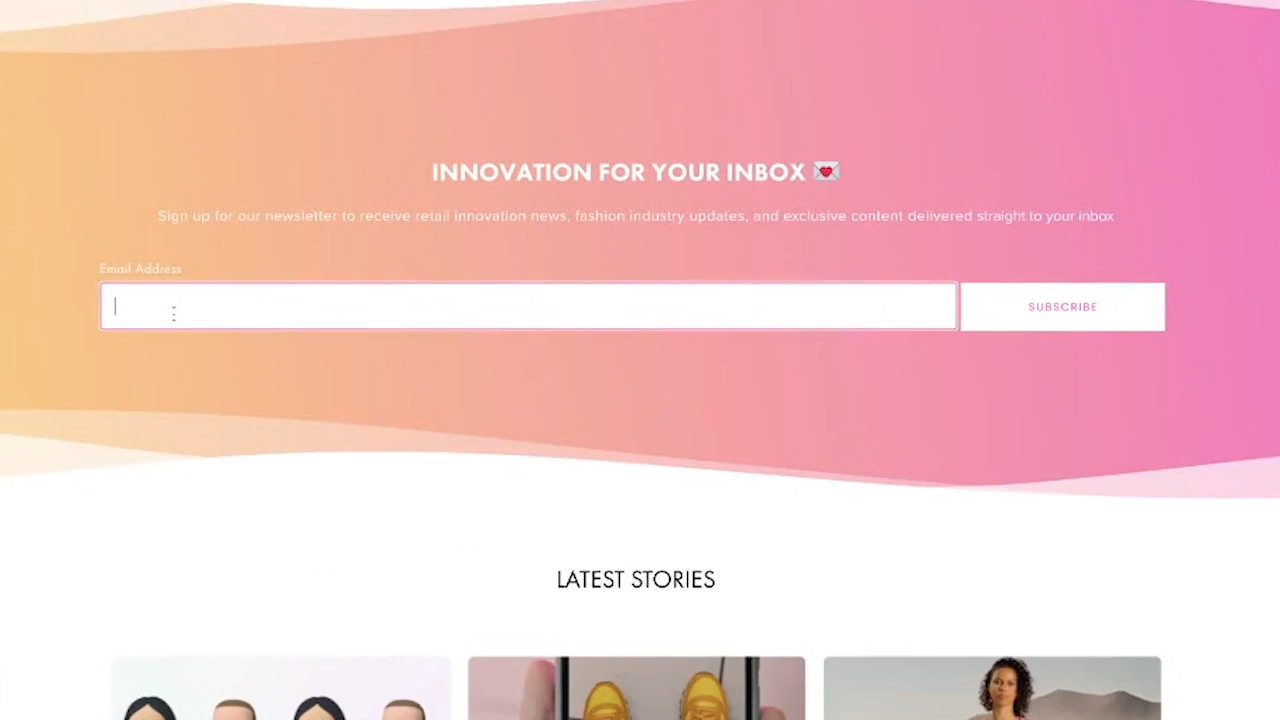 INNOVATION FOR YOUR INBOX 💌
Sign up for our newsletter to receive retail innovation news, fashion industry updates, and exclusive content delivered straight to your inbox
Email Address
SUBSCRIBE
LATEST STORIES